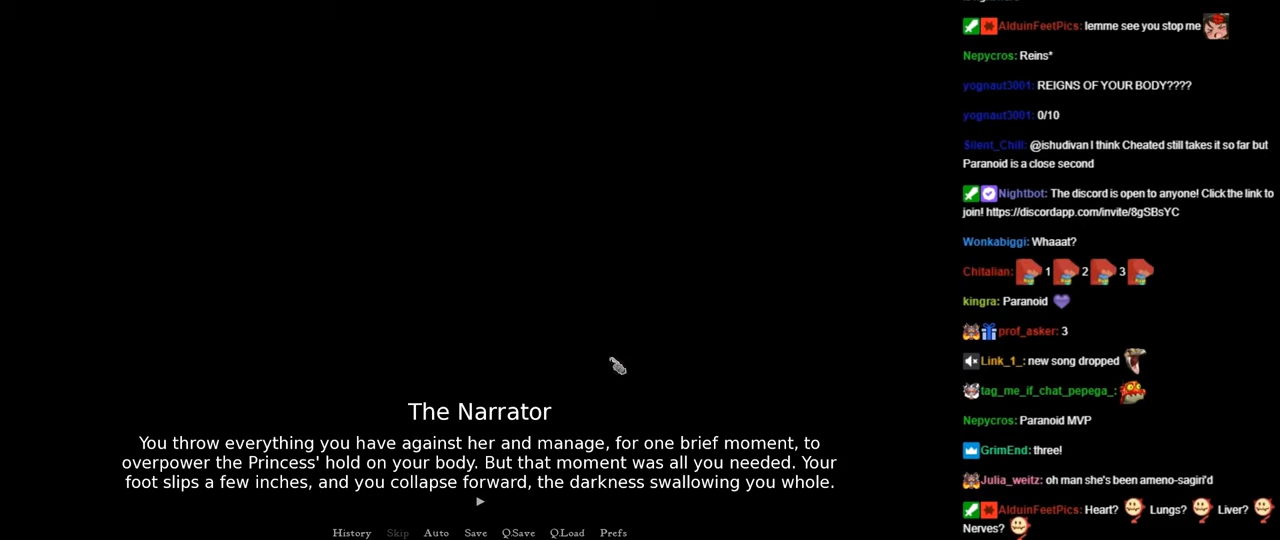 The Narrator
You throw everything you have against her and manage, for one brief moment, to
overpower the Princess' hold on your body. But that moment was all you needed. Your
foot slips a few inches, and you collapse forward, the darkness swallowing you whole.
History Skip Auto Save Q.Save Q.Load Prefs
AlduinFeetPics: lemme see you stop me
Nepycros: Reins*
yognaut3001: REIGNS OF YOUR BODY????
yognaut3001: 0/10
Silent_Chill: @ishudivan I think Cheated still takes it so far but
Paranoid is a close second
Nightbot: The discord is open to anyone! Click the link to
join! https://discordapp.com/invite/8gSBsYC
Wonkabiggi: Whaaat?
Chitalian: 1 2 3
kingra: Paranoid
prof_asker: 3
Link_1_: new song dropped
tag_me_if_chat_pepega_:
Nepycros: Paranoid MVP
GrimEnd: three!
Julia_weitz: oh man she's been ameno-sagiri'd
AlduinFeetPics: Heart? Lungs? Liver?
Nerves?